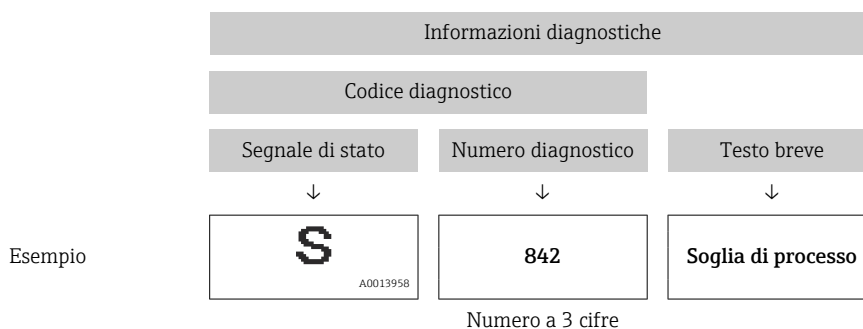 Informazioni diagnostiche
Codice diagnostico
Segnale di stato Numero diagnostico Testo breve
↓ ↓ ↓
Esempio S 842 Soglia di processo
A0013958
Numero a 3 cifre